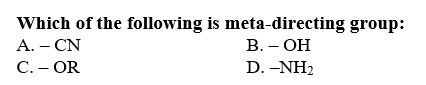 Which of the following is meta-directing group:
A. – CN B. – OH
C. – OR D. –NH₂